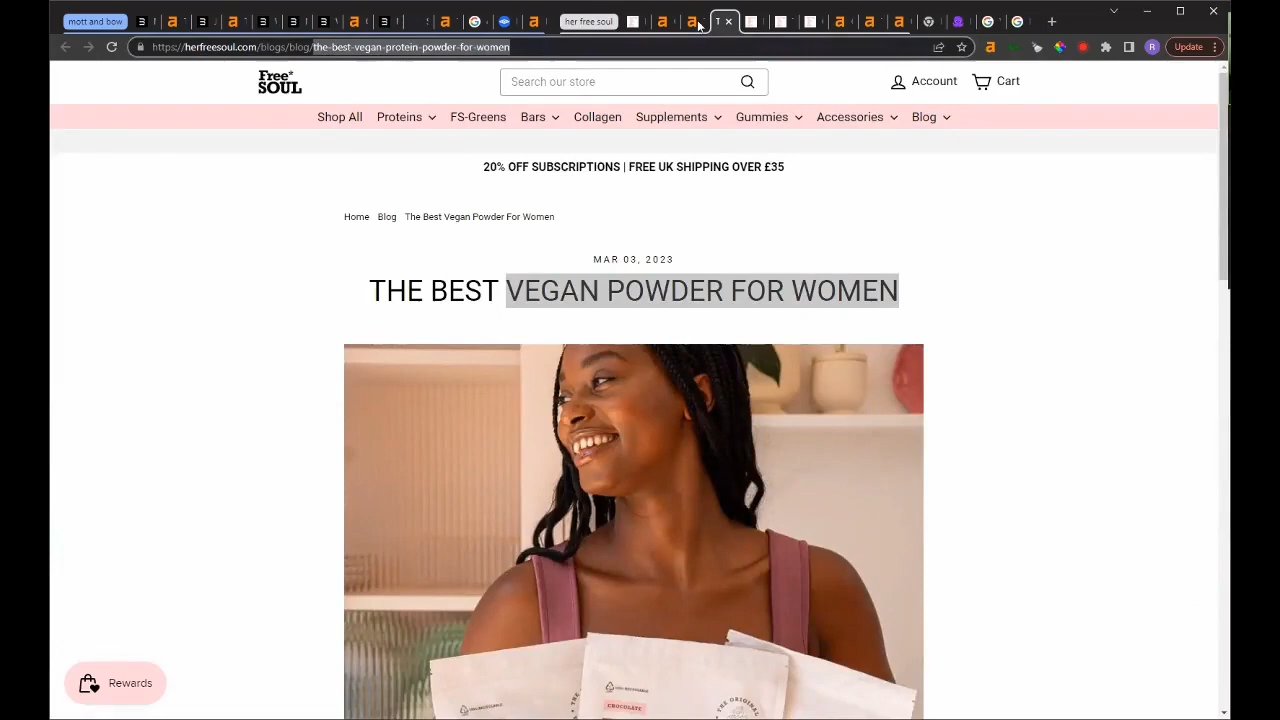 mott and bow
her free soul
https://herfreesoul.com/blogs/blog/the-best-vegan-protein-powder-for-women
Update
Free*
SOUL
Search our store
Account
Cart
Shop All Proteins FS-Greens Bars Collagen Supplements Gummies Accessories Blog
20% OFF SUBSCRIPTIONS | FREE UK SHIPPING OVER £35
Home Blog The Best Vegan Powder For Women
MAR 03, 2023
THE BEST VEGAN POWDER FOR WOMEN
CHOCOLATE
THE ORIGINAL
Rewards